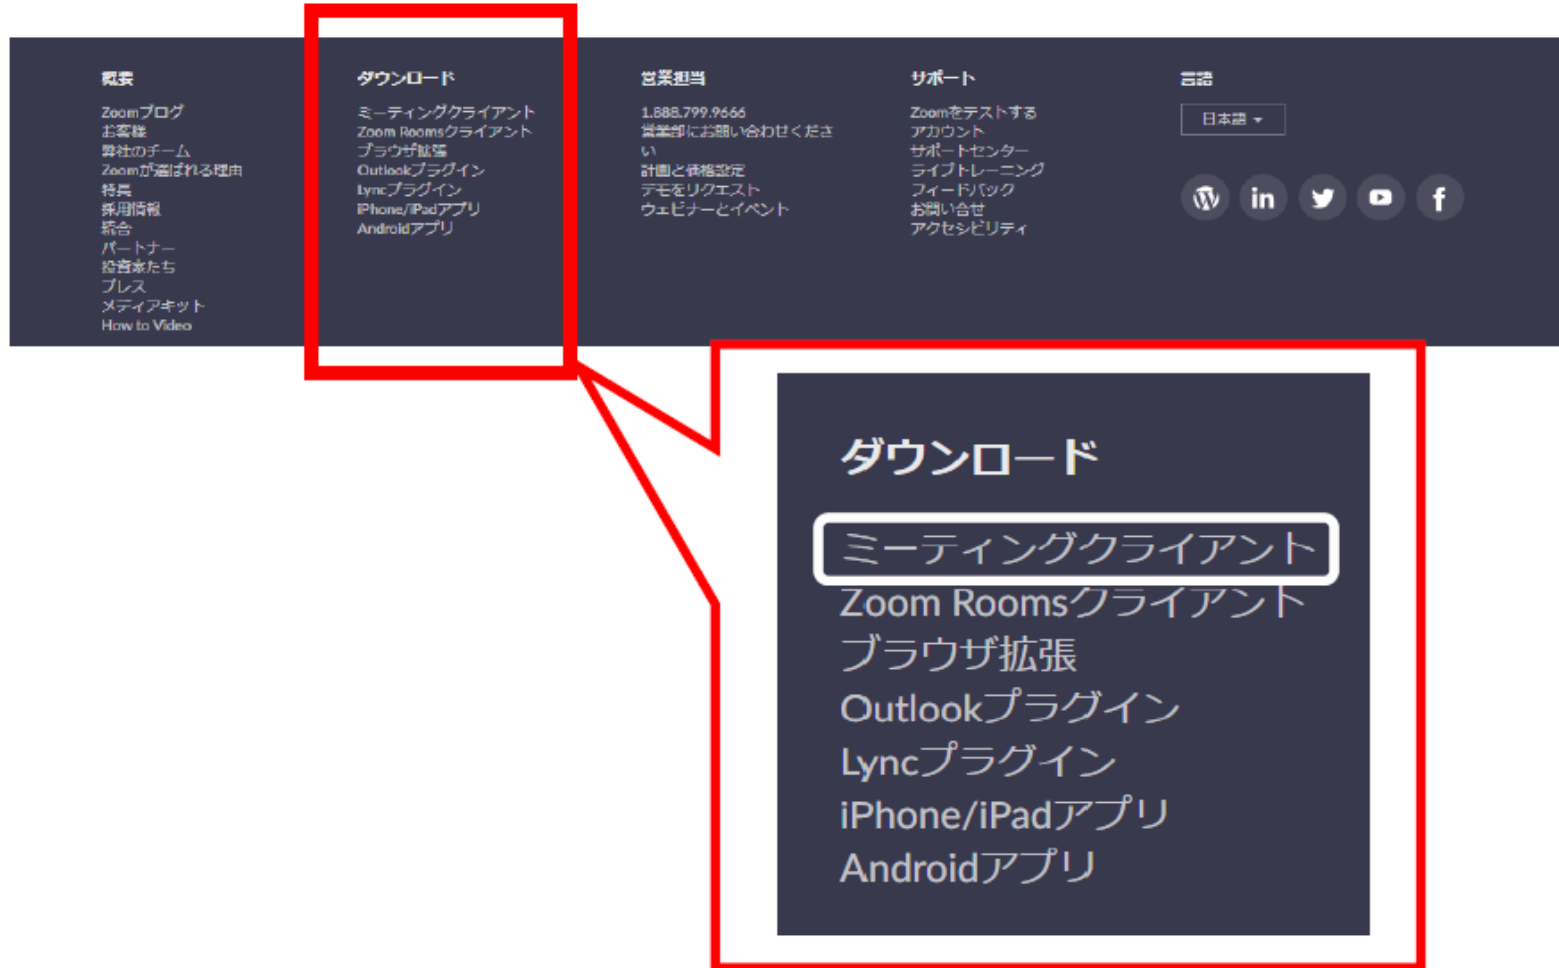 概要
Zoomブログ
お客様
弊社のチーム
Zoomが選ばれる理由
特長
採用情報
統合
パートナー
投資家たち
プレス
メディアキット
How to Video
ダウンロード
ミーティングクライアント
Zoom Roomsクライアント
ブラウザ拡張
Outlookプラグイン
Lyncプラグイン
iPhone/iPadアプリ
Androidアプリ
営業担当
1.888.799.9666
営業部にお問い合わせくださ
い
計画と価格設定
デモをリクエスト
ウェビナーとイベント
サポート
Zoomをテストする
アカウント
サポートセンター
ライブトレーニング
フィードバック
お問い合せ
アクセシビリティ
言語
日本語
in
f
ダウンロード
ミーティングクライアント
Zoom Roomsクライアント
ブラウザ拡張
Outlookプラグイン
Lyncプラグイン
iPhone/iPadアプリ
Androidアプリ